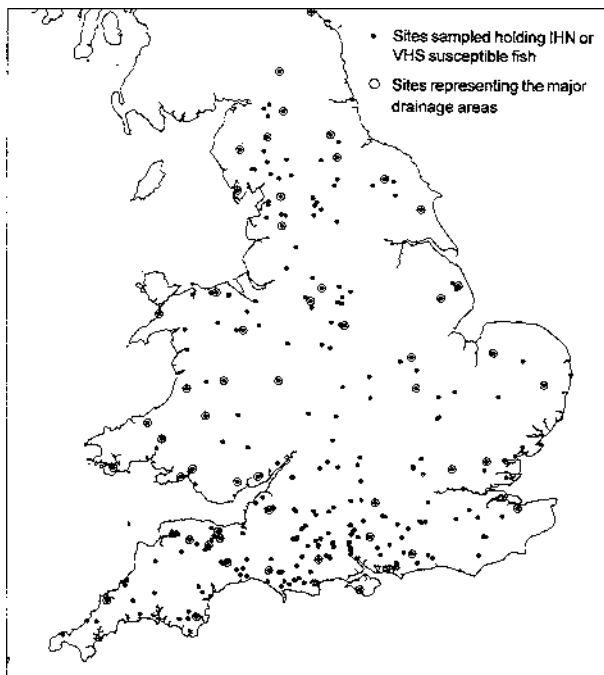 Sites sampled holding IHN or
VHS susceptible fish
Sites representing the major
drainage areas